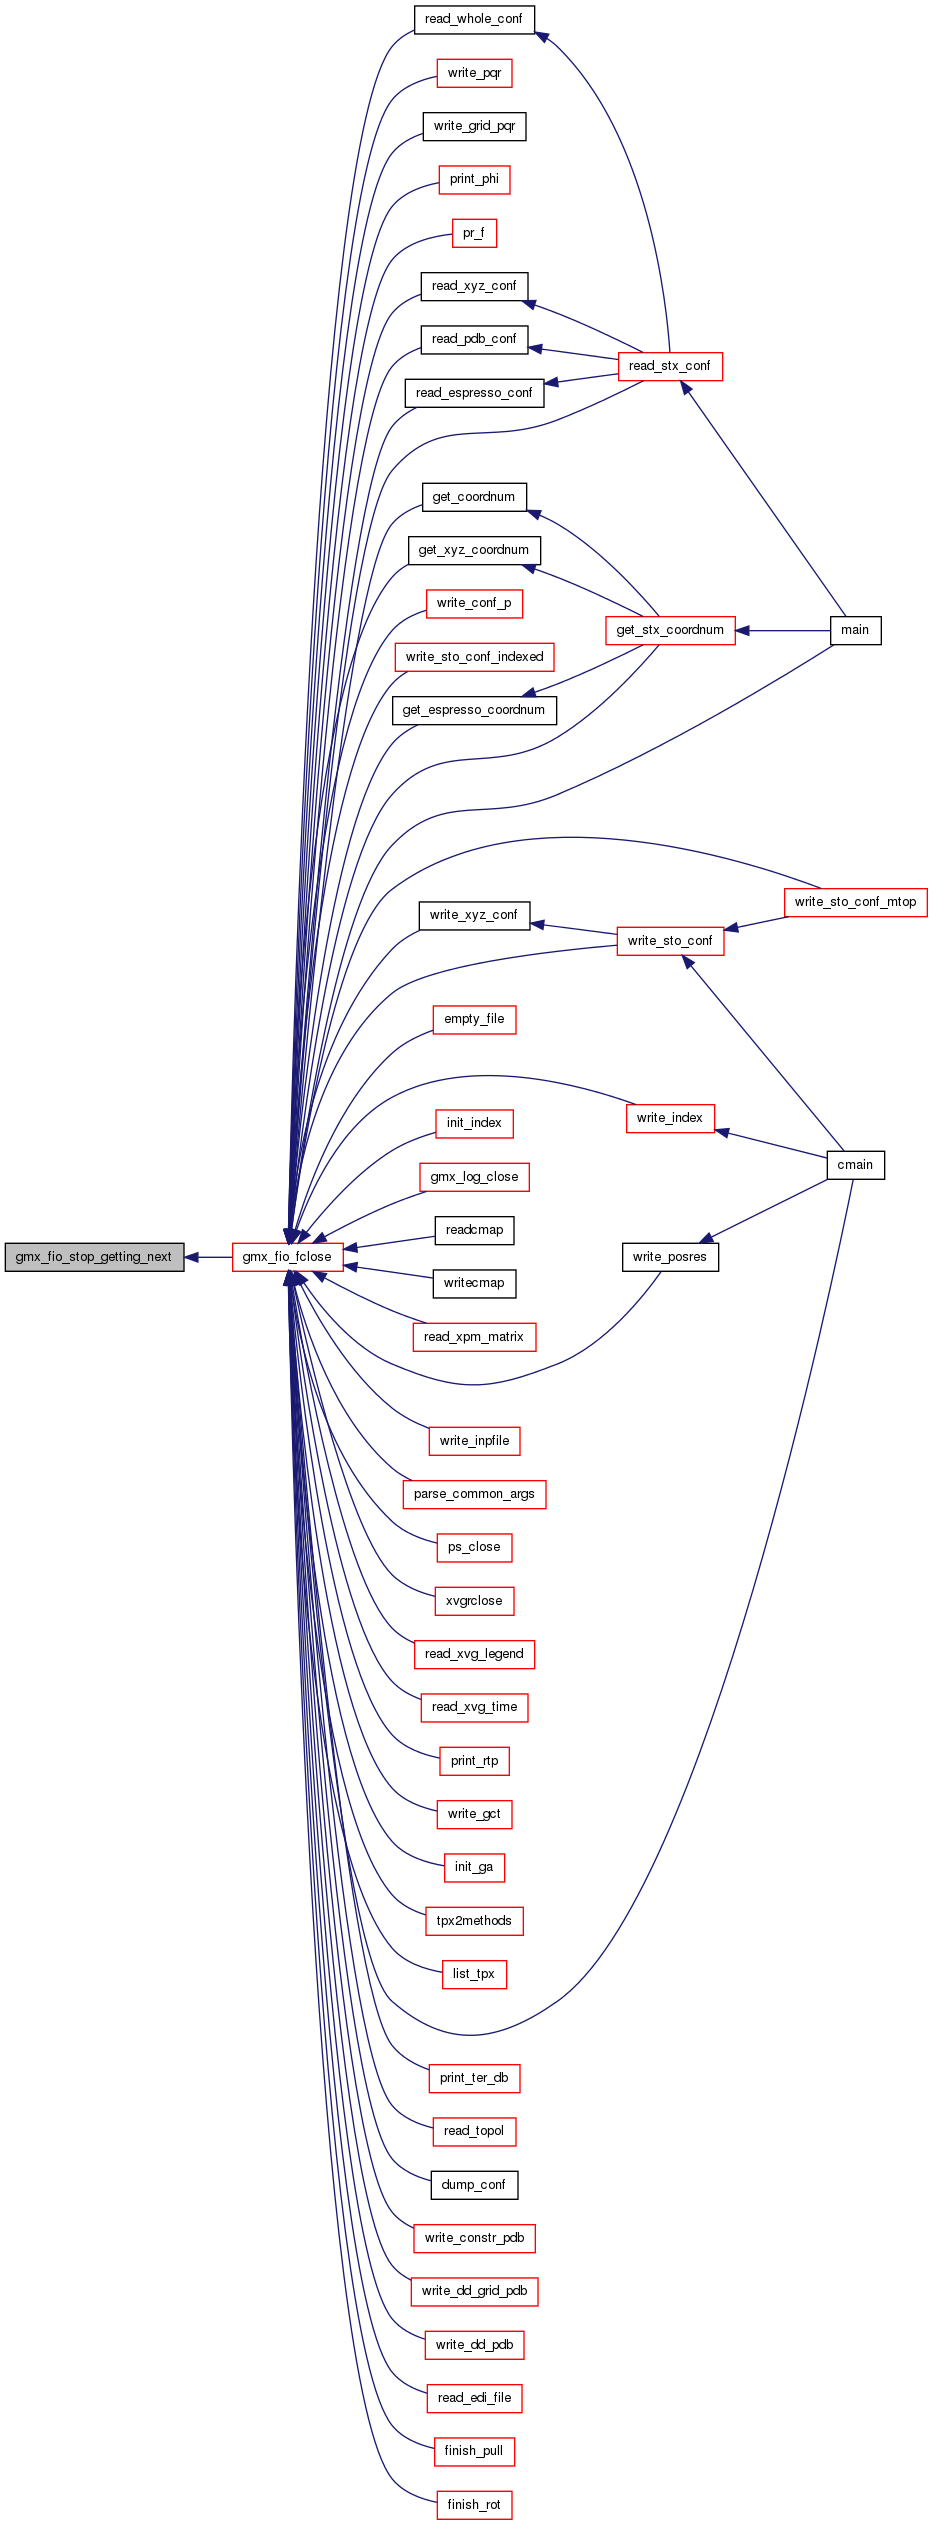 read_whole_conf
write_pqr
write_grid_pqr
print_phi
pr_f
read_xyz_conf
read_pdb_conf
read_stx_conf
read_espresso_conf
get_coordnum
get_xyz_coordnum
write_conf_p
get_stx_coordnum
main
write_sto_conf_indexed
get_espresso_coordnum
write_sto_conf_mtop
write_xyz_conf
write_sto_conf
empty_file
write_index
init_index
cmain
gmx_log_close
readcmap
gmx_fio_stop_getting_next
gmx_fio_fclose
write_posres
writecmap
read_xpm_matrix
write_inpfile
parse_common_args
ps_close
xvgrclose
read_xvg_legend
read_xvg_time
print_rtp
write_gct
init_ga
tpx2methods
list_tpx
print_ter_db
read_topol
dump_conf
write_constr_pdb
write_dd_grid_pdb
write_dd_pdb
read_edi_file
finish_pull
finish_rot